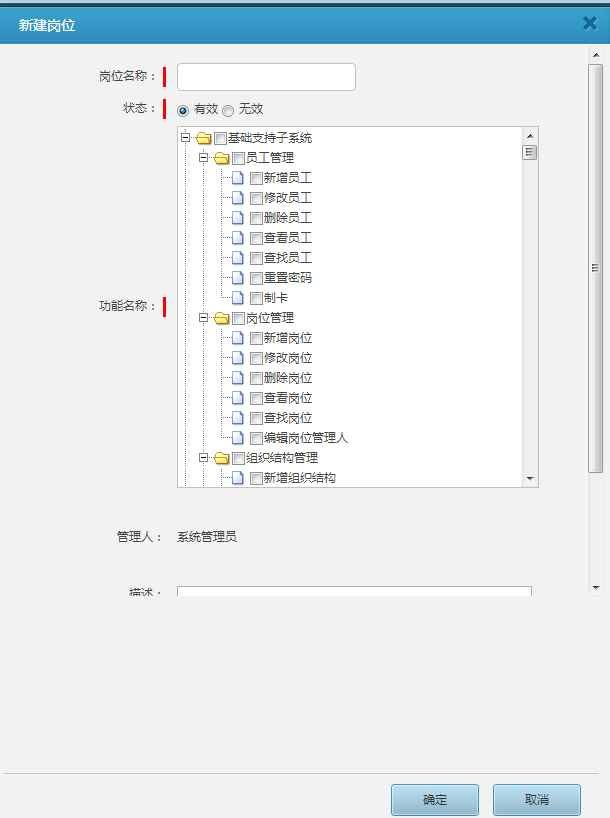 新建岗位
岗位名称：
状态： 有效 无效
功能名称：
基础支持子系统
员工管理
新增员工
修改员工
删除员工
查看员工
查找员工
重置密码
制卡
岗位管理
新增岗位
修改岗位
删除岗位
查看岗位
查找岗位
编辑岗位管理人
组织结构管理
新增组织结构
管理人： 系统管理员
描述：
确定 取消